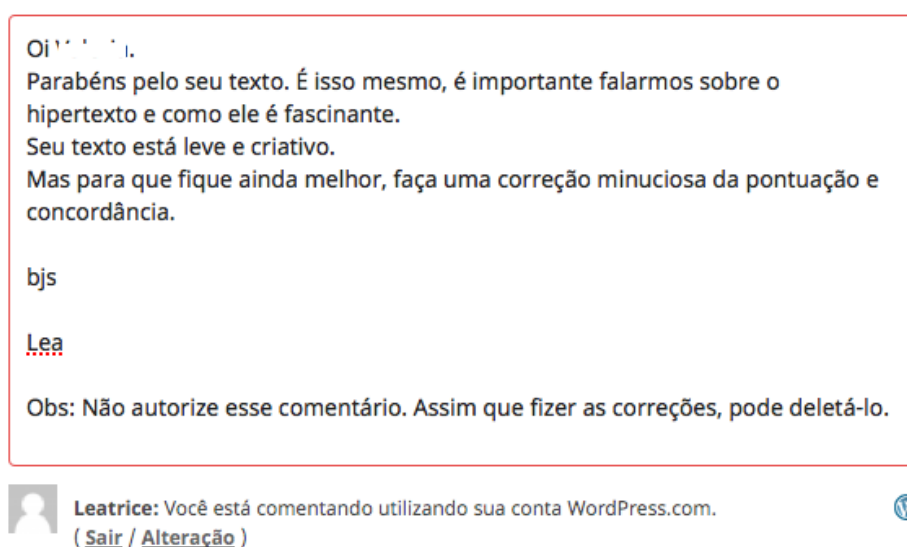 Oi
Parabéns pelo seu texto. É isso mesmo, é importante falarmos sobre o
hipertexto e como ele é fascinante.
Seu texto está leve e criativo.
Mas para que fique ainda melhor, faça uma correção minuciosa da pontuação e
concordância.
bjs
Lea
Obs: Não autorize esse comentário. Assim que fizer as correções, pode deletá-lo.
Leatrice: Você está comentando utilizando sua conta WordPress.com.
( Sair / Alteração )